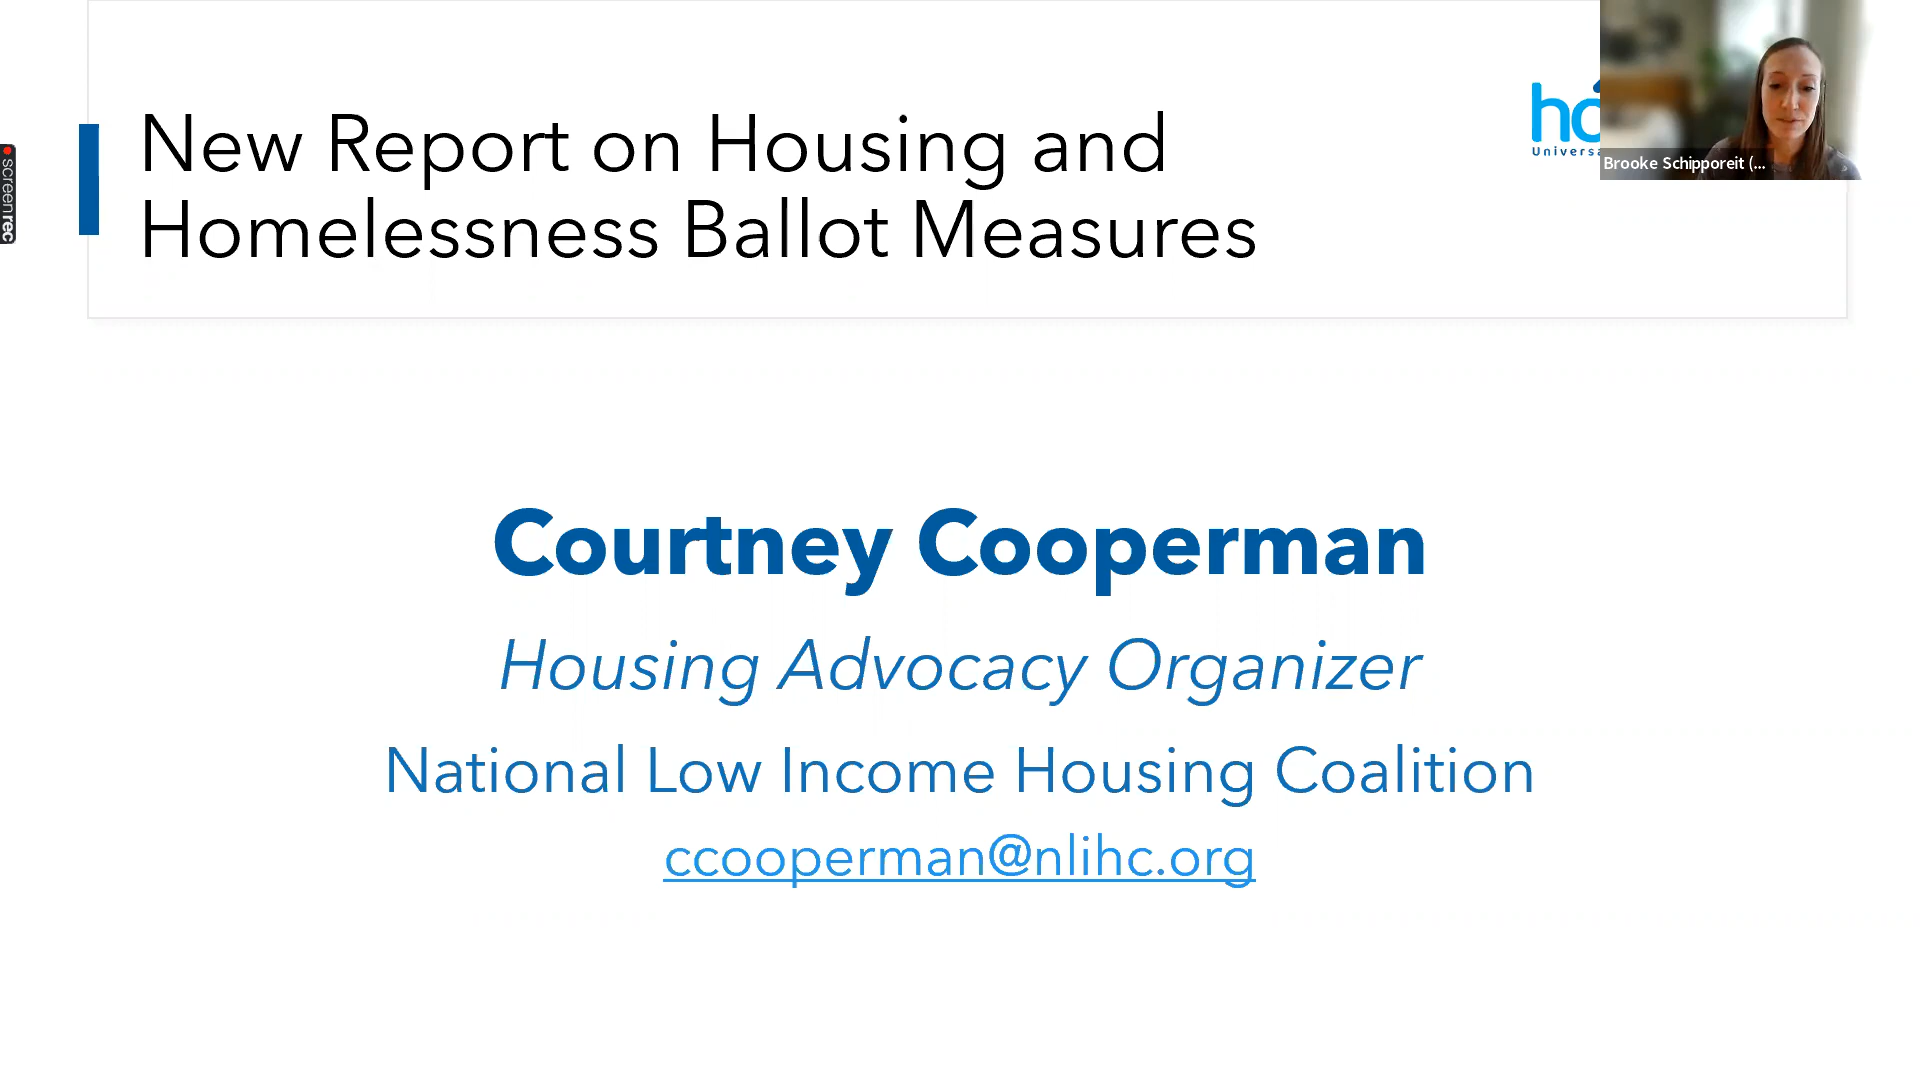 New Report on Housing and
Homelessness Ballot Measures
Brooke Schipporeit (...
Courtney Cooperman
Housing Advocacy Organizer
National Low Income Housing Coalition
ccooperman@nlihc.org
screenrec